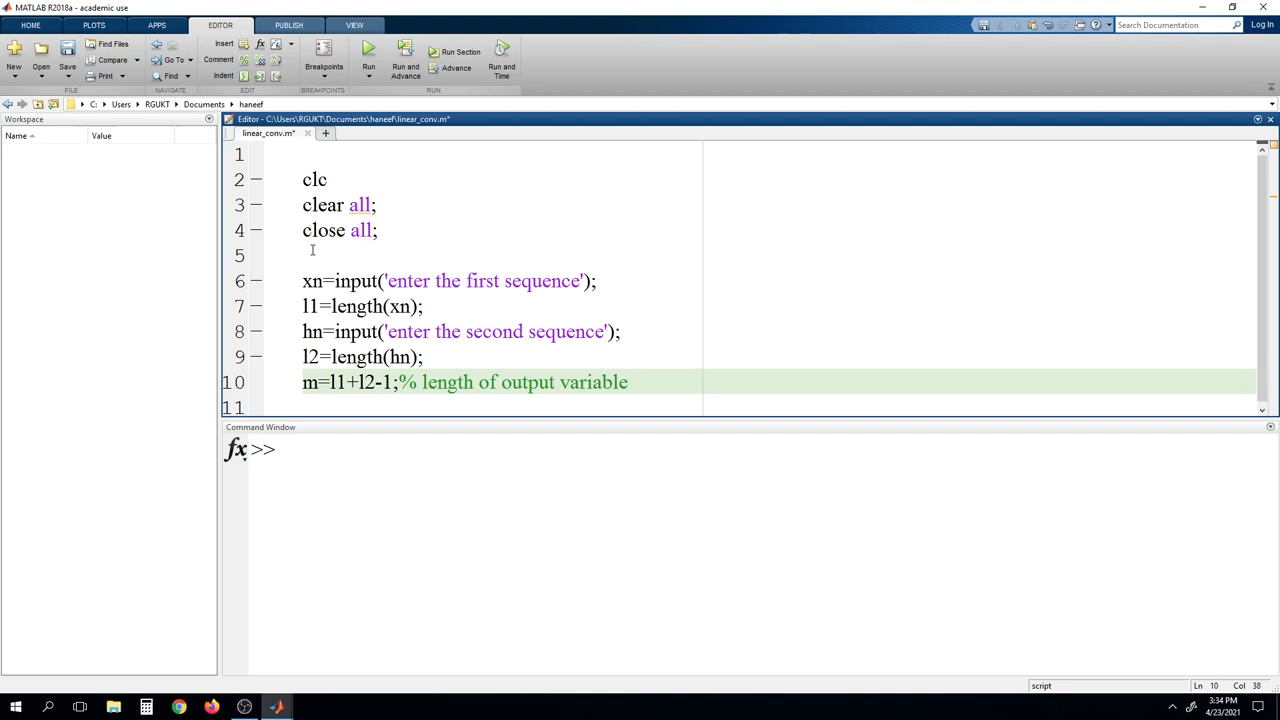 MATLAB R2018a - academic use
HOME PLOTS APPS EDITOR PUBLISH VIEW Search Documentation Log In
New Open Save Find Files Compare Print
Go To Find
Insert fx
Comment %
Indent
Breakpoints
Run Run and Advance Run Section Advance Run and Time
FILE NAVIGATE EDIT BREAKPOINTS RUN
C: Users RGUKT Documents haneef
Workspace
Name Value
Editor - C:\Users\RGUKT\Documents\haneef\linear_conv.m*
linear_conv.m*
1
2 clc
3 clear all;
4 close all;
5
6 xn=input('enter the first sequence');
7 l1=length(xn);
8 hn=input('enter the second sequence');
9 l2=length(hn);
10 m=l1+l2-1;% length of output variable
11
Command Window
fx >>
script Ln 10 Col 38
3:34 PM
4/23/2021